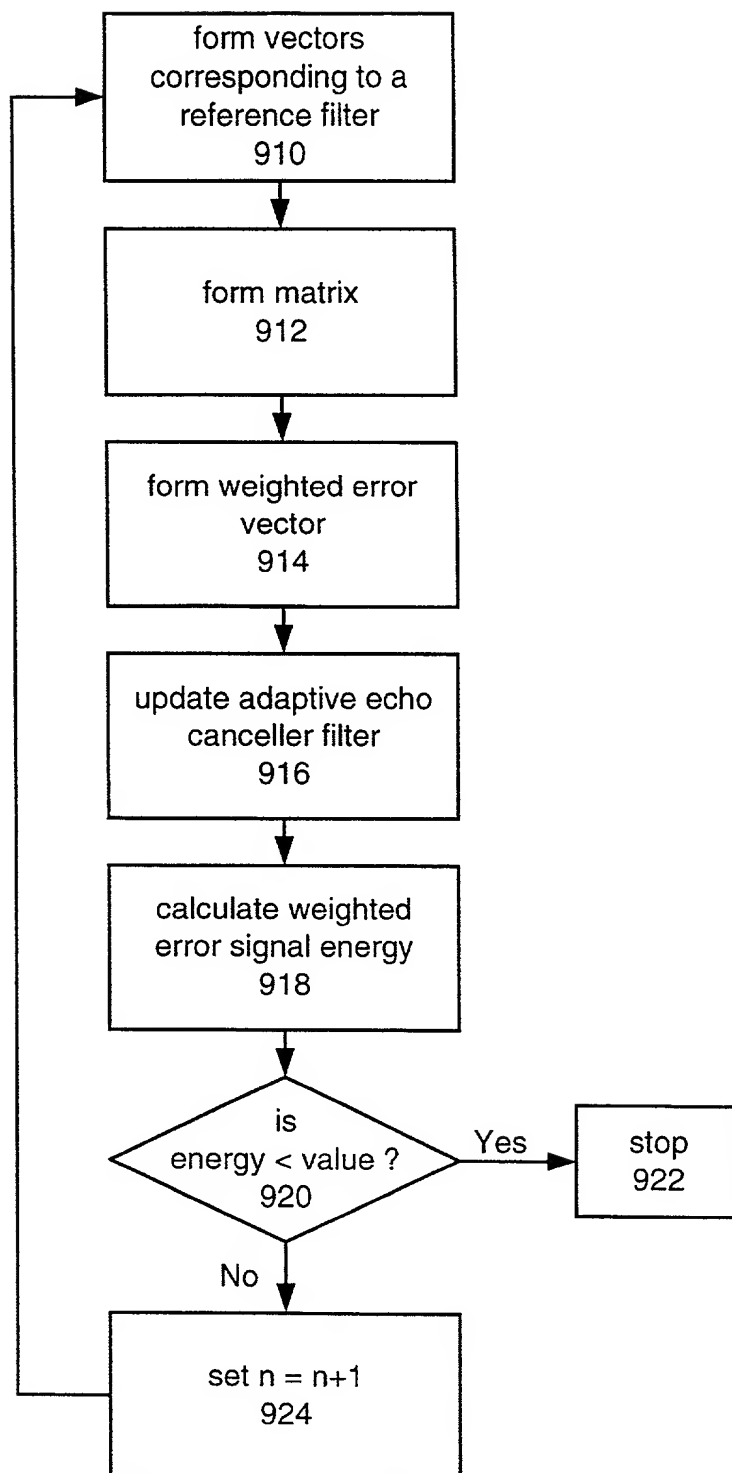 form vectors
corresponding to a
reference filter
910
form matrix
912
form weighted error
vector
914
update adaptive echo
canceller filter
916
calculate weighted
error signal energy
918
is
energy < value ?
920
Yes
stop
922
No
set n = n+1
924